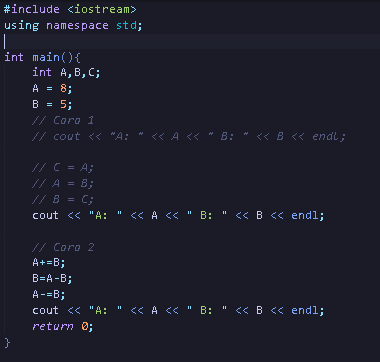 #include <iostream>
using namespace std;
int main(){
int A,B,C;
A = 8;
B = 5;
// Cara 1
// cout << "A: " << A << " B: " << B << endl;
// C = A;
// A = B;
// B = C;
cout << "A: " << A << " B: " << B << endl;
// Cara 2
A+=B;
B=A-B;
A-=B;
cout << "A: " << A << " B: " << B << endl;
return 0;
}